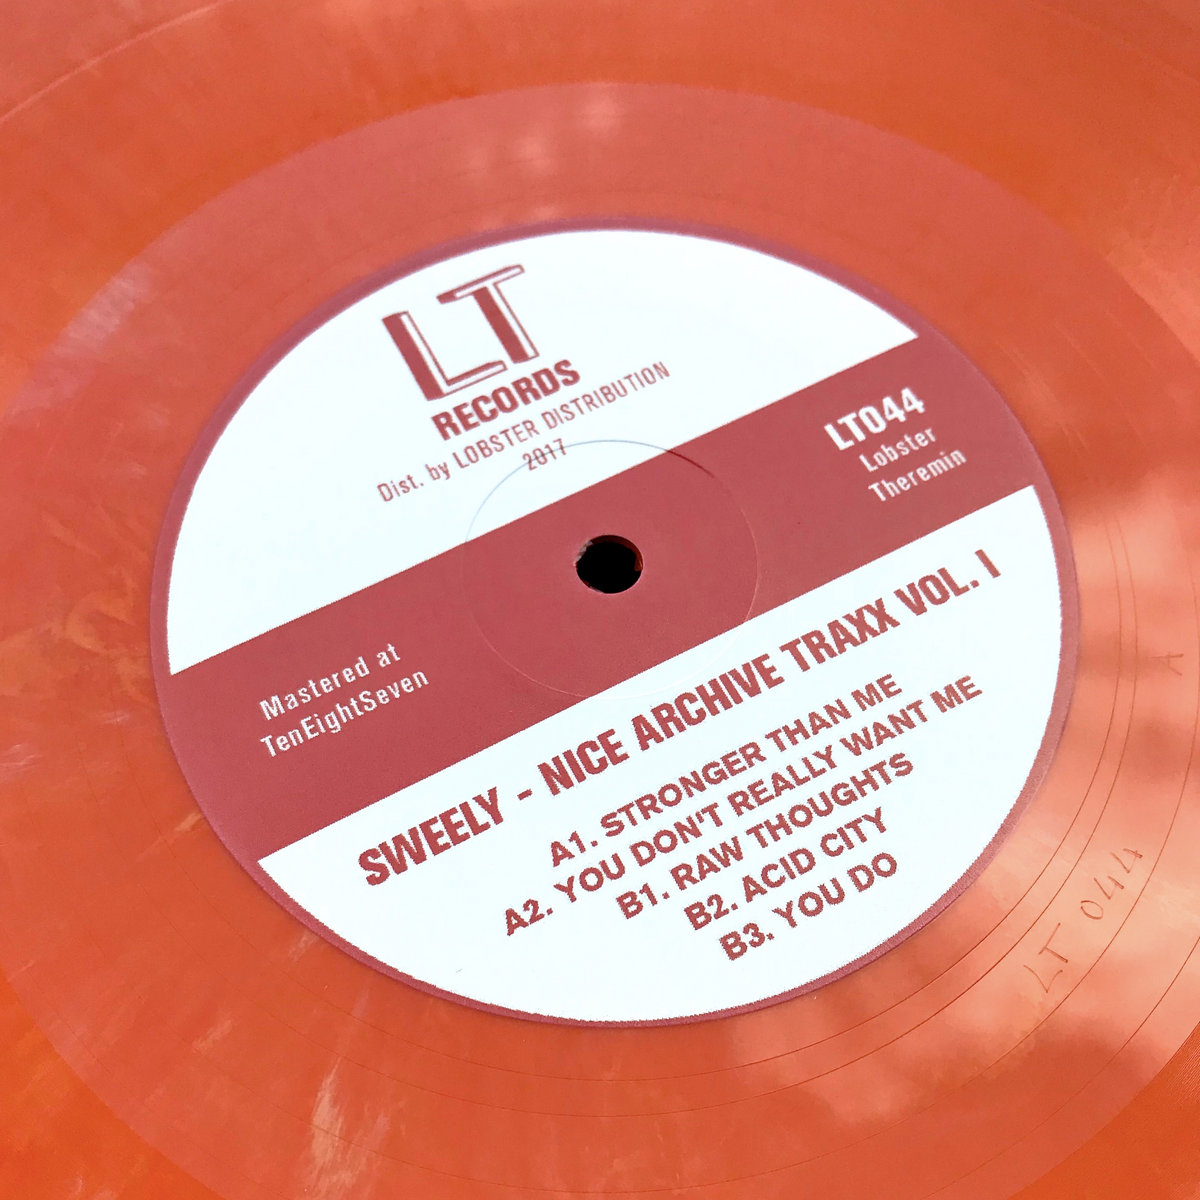 LT
RECORDS
Dist. by LOBSTER DISTRIBUTION
2017
LT044
Lobster
Theremin
Mastered at
TenEightSeven
SWEELY - NICE ARCHIVE TRAXX VOL. I
A1. STRONGER THAN ME
A2. YOU DON'T REALLY WANT ME
B1. RAW THOUGHTS
B2. ACID CITY
B3. YOU DO
LT 044 A